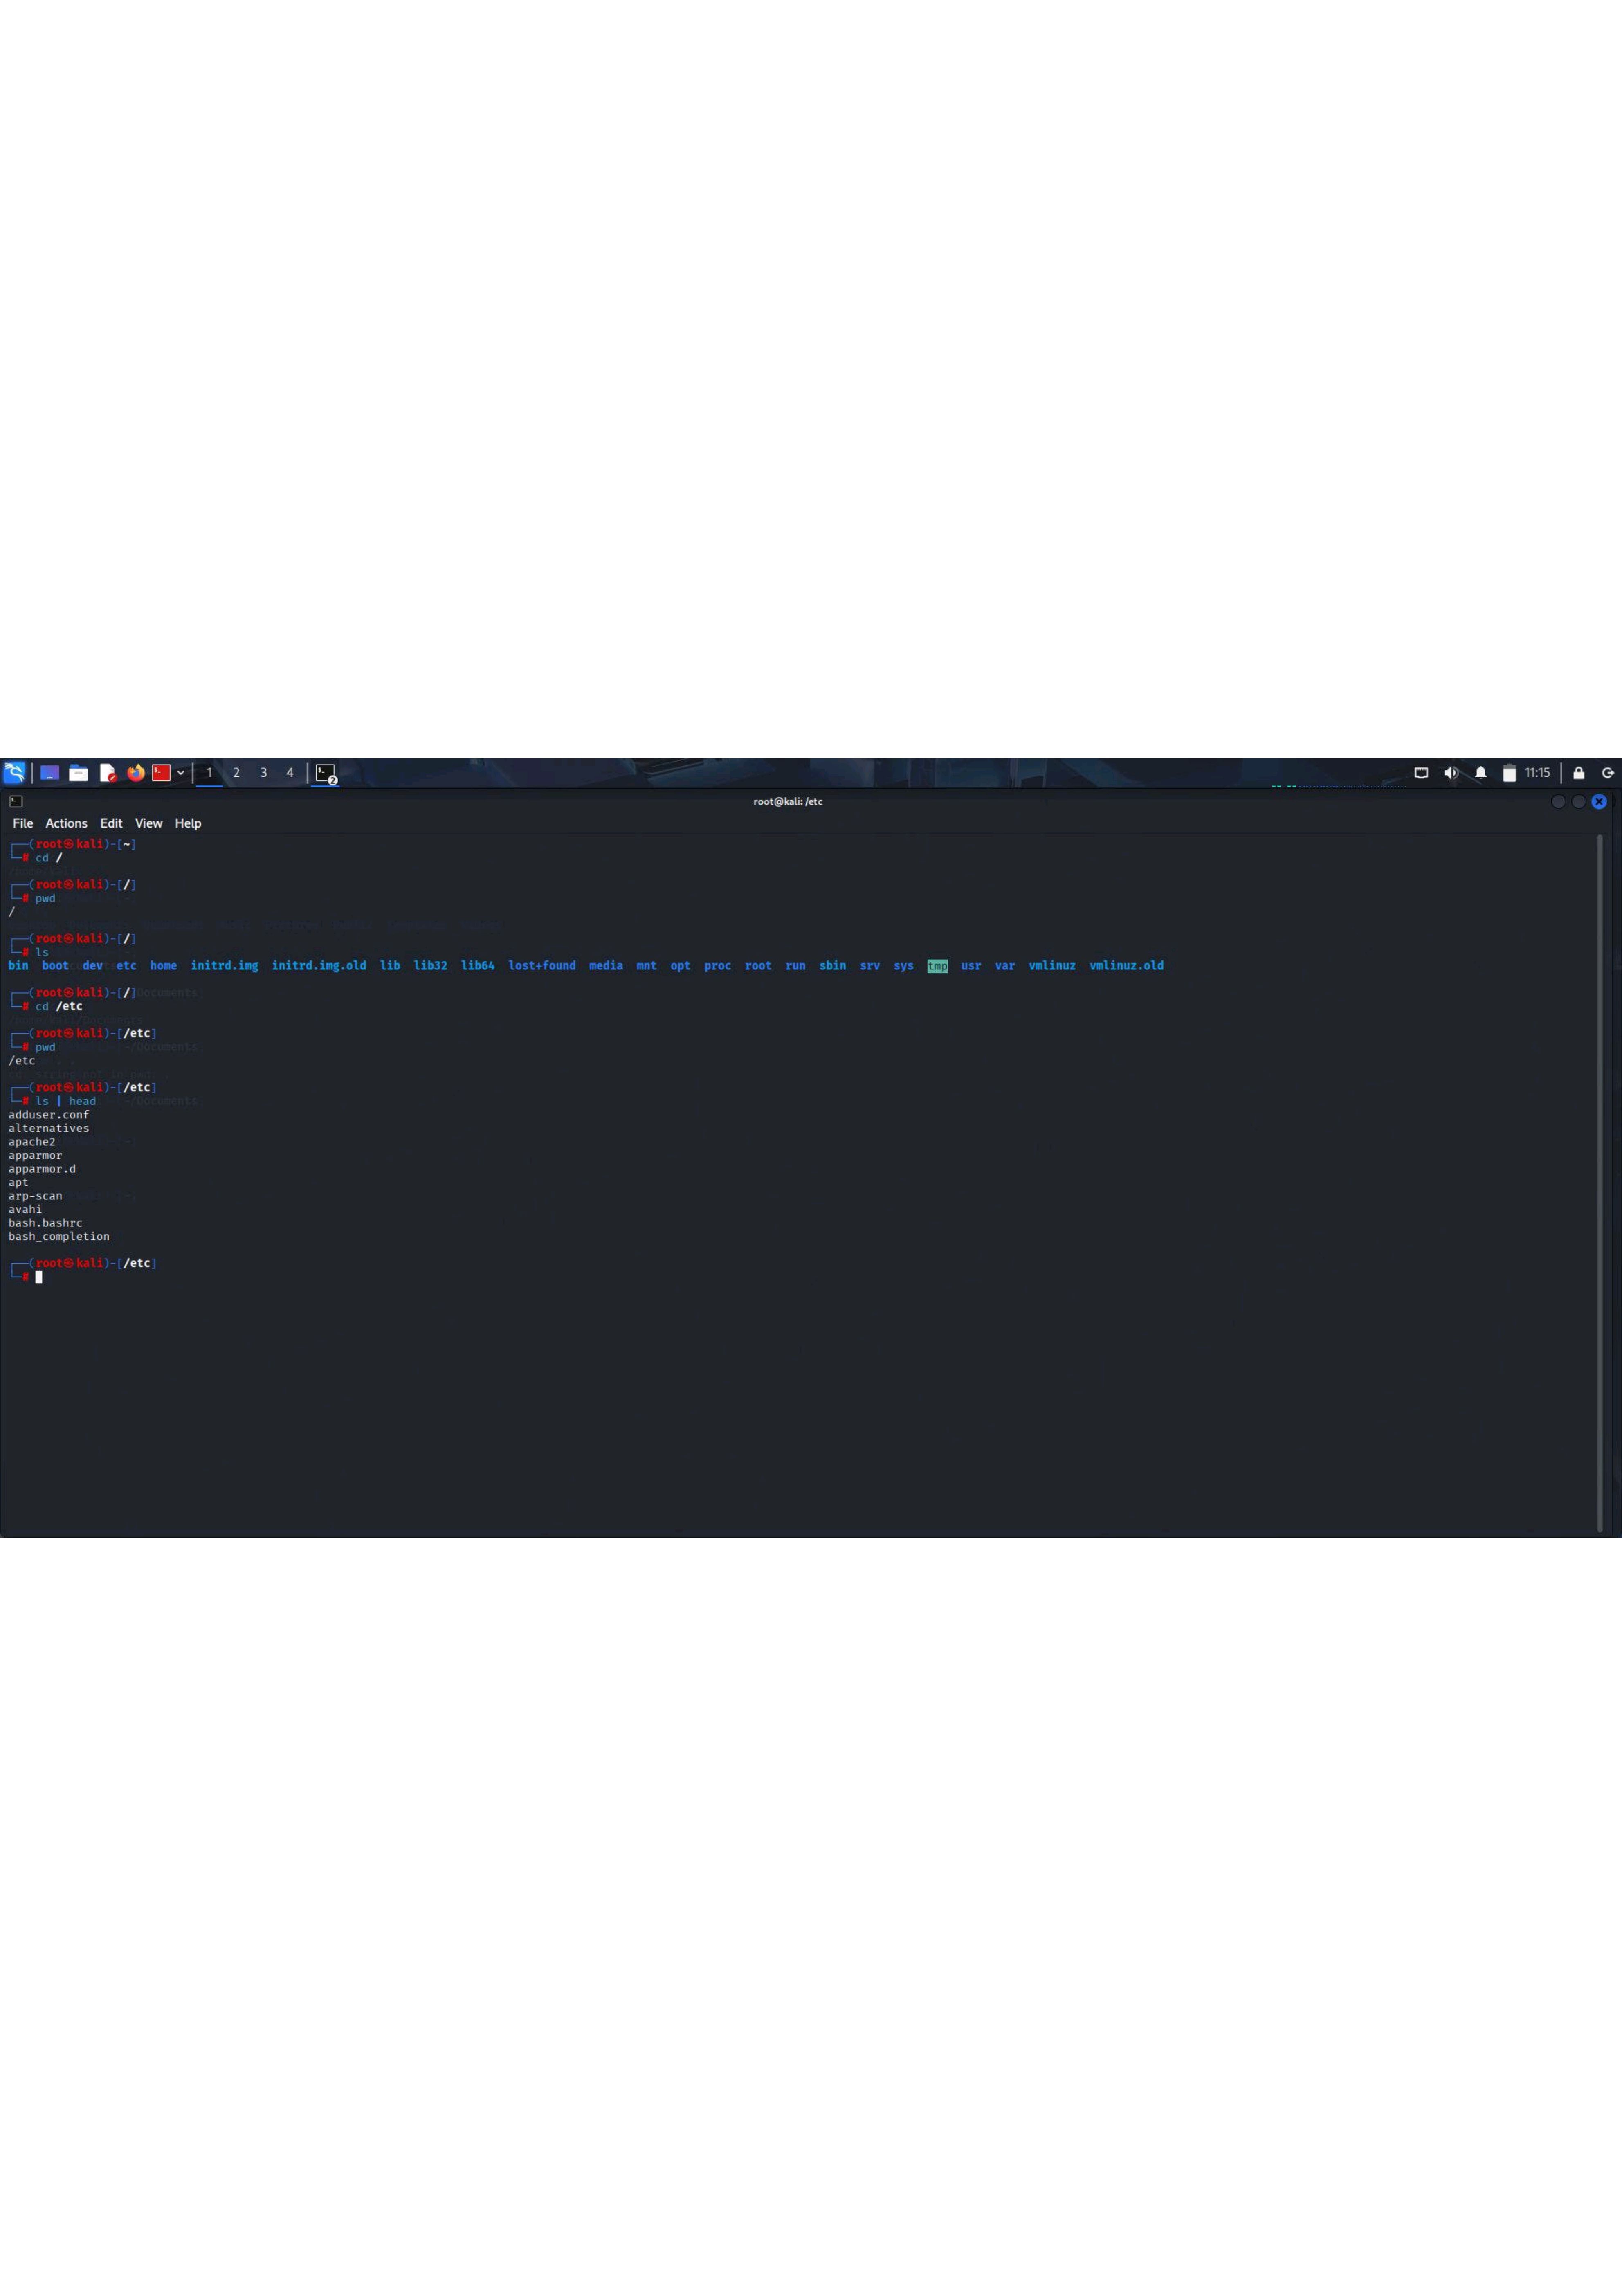 1 2 3 4 2 11:15
root@kali: /etc
File Actions Edit View Help
┌──(root㉿kali)-[~]
└─# cd /
┌──(root㉿kali)-[/]
└─# pwd
/
┌──(root㉿kali)-[/]
└─# ls
bin boot dev etc home initrd.img initrd.img.old lib lib32 lib64 lost+found media mnt opt proc root run sbin srv sys tmp usr var vmlinuz vmlinuz.old
┌──(root㉿kali)-[/]
└─# cd /etc
┌──(root㉿kali)-[/etc]
└─# pwd
/etc
┌──(root㉿kali)-[/etc]
└─# ls | head
adduser.conf
alternatives
apache2
apparmor
apparmor.d
apt
arp-scan
avahi
bash.bashrc
bash_completion
┌──(root㉿kali)-[/etc]
└─#